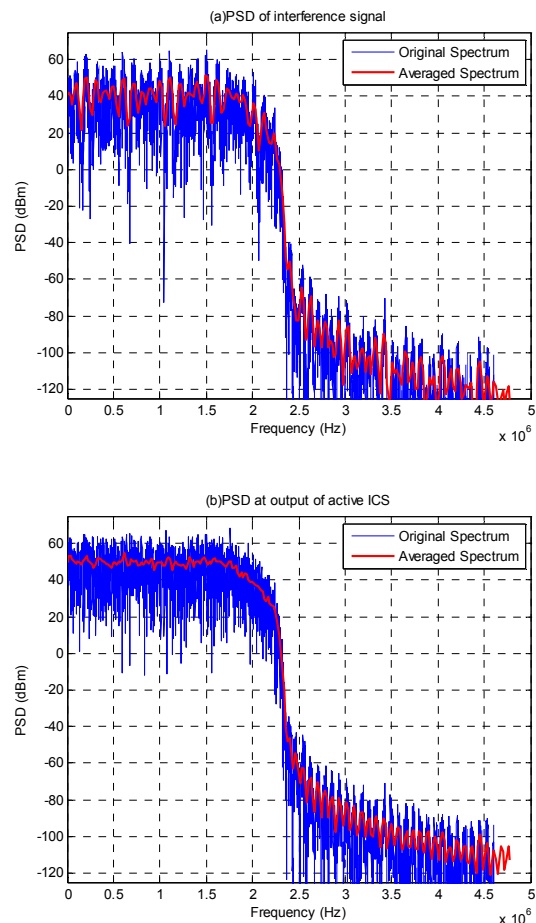 (a)PSD of interference signal
Original Spectrum
Averaged Spectrum
PSD (dBm)
60
40
20
0
-20
-40
-60
-80
-100
-120
0 0.5 1 1.5 2 2.5 3 3.5 4 4.5 5
Frequency (Hz)
x 10^6
(b)PSD at output of active ICS
Original Spectrum
Averaged Spectrum
PSD (dBm)
60
40
20
0
-20
-40
-60
-80
-100
-120
0 0.5 1 1.5 2 2.5 3 3.5 4 4.5 5
Frequency (Hz)
x 10^6